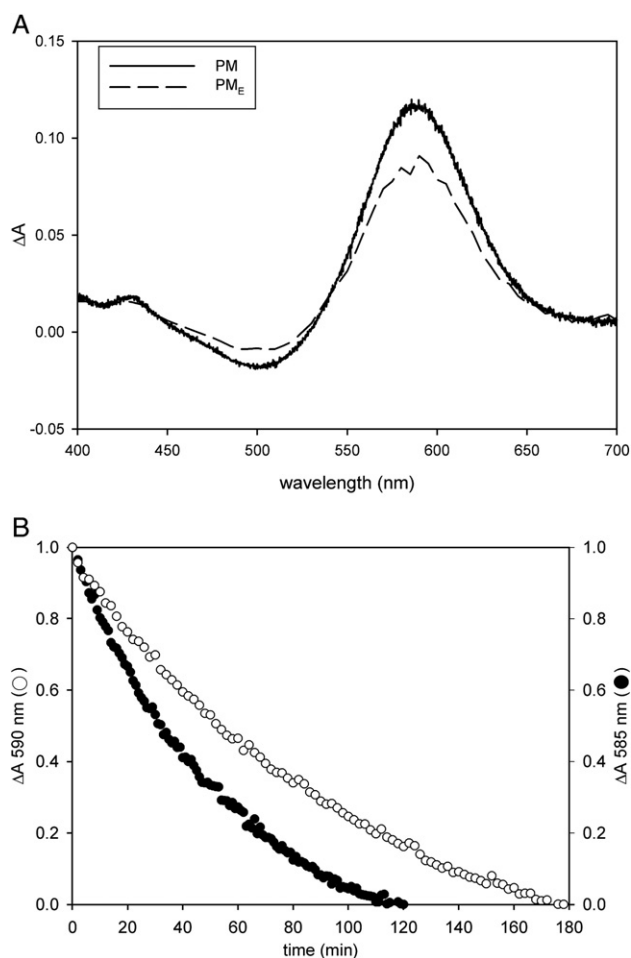 A
0.15
PM
PM_E
0.10
0.05
0.00
-0.05
ΔA
400 450 500 550 600 650 700
wavelength (nm)
B
1.0 1.0
0.8 0.8
0.6 0.6
0.4 0.4
0.2 0.2
0.0 0.0
ΔA 590 nm (○)
ΔA 585 nm (●)
0 20 40 60 80 100 120 140 160 180
time (min)